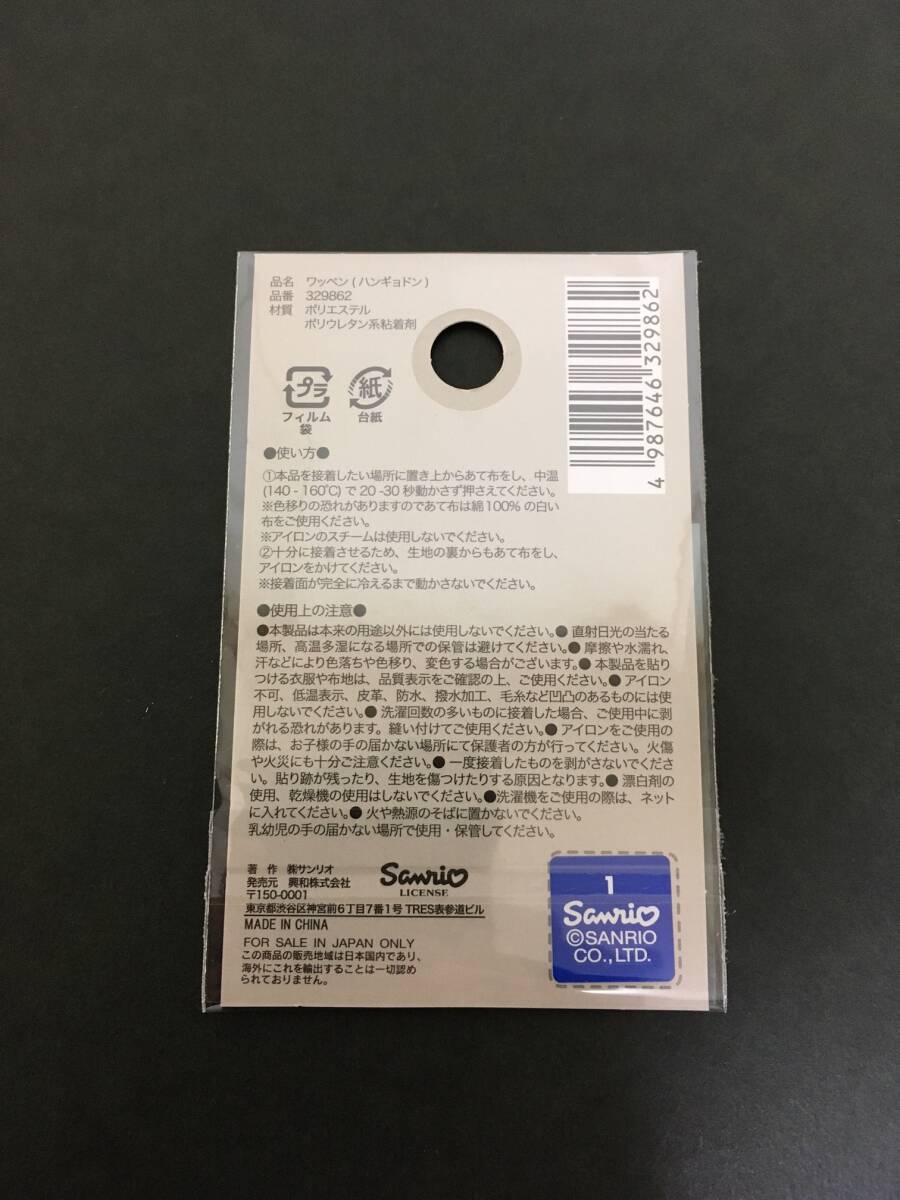 品名 ワッペン ( ハンギョドン )
品番 329862
材質 ポリエステル
ポリウレタン系粘着剤
4 987646 329862
プラ
フィルム
袋
紙
台紙
●使い方●
①本品を接着したい場所に置き上からあて布をし、中温
(140 - 160℃) で 20 -30 秒動かさず押さえてください。
※色移りの恐れがありますのであて布は綿 100% の白い
布をご使用ください。
※アイロンのスチームは使用しないでください。
②十分に接着させるため、生地の裏からもあて布をし、
アイロンをかけてください。
※接着面が完全に冷えるまで動かさないでください。
●使用上の注意●
●本製品は本来の用途以外には使用しないでください。● 直射日光の当たる
場所、高温多湿になる場所での保管は避けてください。● 摩擦や水濡れ、
汗などにより色落ちや色移り、変色する場合がございます。● 本製品を貼り
つける衣服や布地は、品質表示をご確認の上、ご使用ください。● アイロン
不可、低温表示、皮革、防水、撥水加工、毛糸など凹凸のあるものには使
用しないでください。● 洗濯回数の多いものに接着した場合、ご使用中に剥
がれる恐れがあります。縫い付けてご使用ください。● アイロンをご使用の
際は、お子様の手の届かない場所にて保護者の方が行ってください。火傷
や火災にも十分ご注意ください。● 一度接着したものを剥がさないでくださ
い。貼り跡が残ったり、生地を傷つけたりする原因となります。● 漂白剤の
使用、乾燥機の使用はしないでください。●洗濯機をご使用の際は、ネット
に入れてください。● 火や熱源のそばに置かないでください。
乳幼児の手の届かない場所で使用・保管してください。
著 作 ㈱サンリオ
発売元 興和株式会社
〒150-0001
東京都渋谷区神宮前6丁目7番1号 TRES表参道ビル
MADE IN CHINA
Sanrio
LICENSE
FOR SALE IN JAPAN ONLY
この商品の販売地域は日本国内であり、
海外にこれを輸出することは一切認め
られておりません。
1
Sanrio
©SANRIO
CO.,LTD.